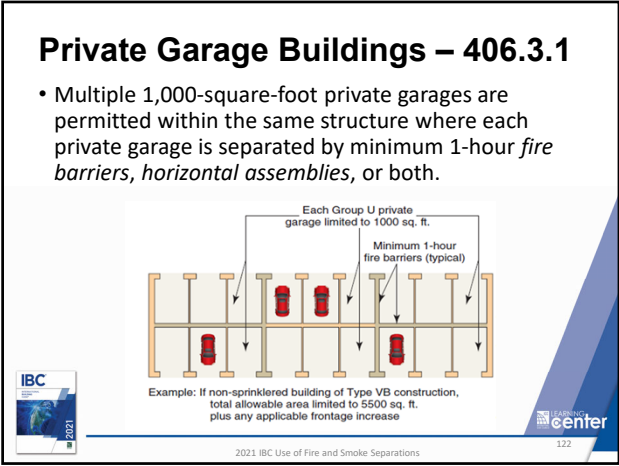 Private Garage Buildings – 406.3.1
• Multiple 1,000-square-foot private garages are
permitted within the same structure where each
private garage is separated by minimum 1-hour fire
barriers, horizontal assemblies, or both.
Each Group U private
garage limited to 1000 sq. ft.
Minimum 1-hour
fire barriers (typical)
Example: If non-sprinklered building of Type VB construction,
total allowable area limited to 5500 sq. ft.
plus any applicable frontage increase
IBC
2021
LEARNING
center
2021 IBC Use of Fire and Smoke Separations
122